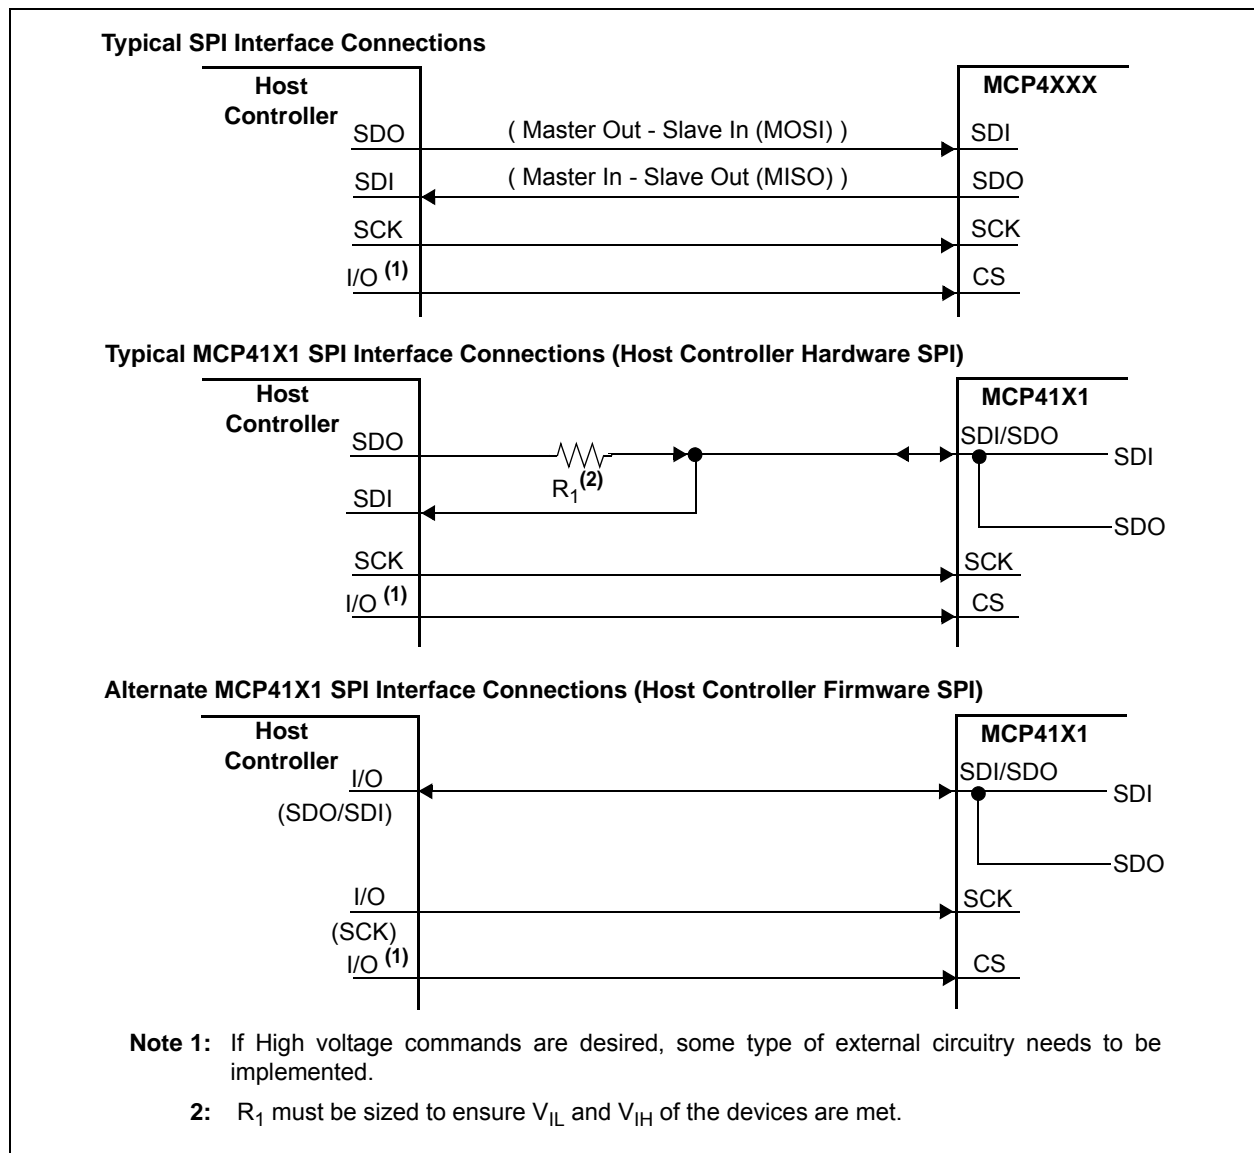 Typical SPI Interface Connections
Host
Controller
MCP4XXX
SDO
( Master Out - Slave In (MOSI) )
SDI
SDI
( Master In - Slave Out (MISO) )
SDO
SCK
SCK
I/O (1)
CS
Typical MCP41X1 SPI Interface Connections (Host Controller Hardware SPI)
Host
Controller
MCP41X1
SDO
SDI/SDO
SDI
R1(2)
SDI
SDO
SCK
SCK
I/O (1)
CS
Alternate MCP41X1 SPI Interface Connections (Host Controller Firmware SPI)
Host
Controller
MCP41X1
I/O
(SDO/SDI)
SDI/SDO
SDI
SDO
I/O
(SCK)
SCK
I/O (1)
CS
Note 1: If High voltage commands are desired, some type of external circuitry needs to be
implemented.
2: R1 must be sized to ensure VIL and VIH of the devices are met.